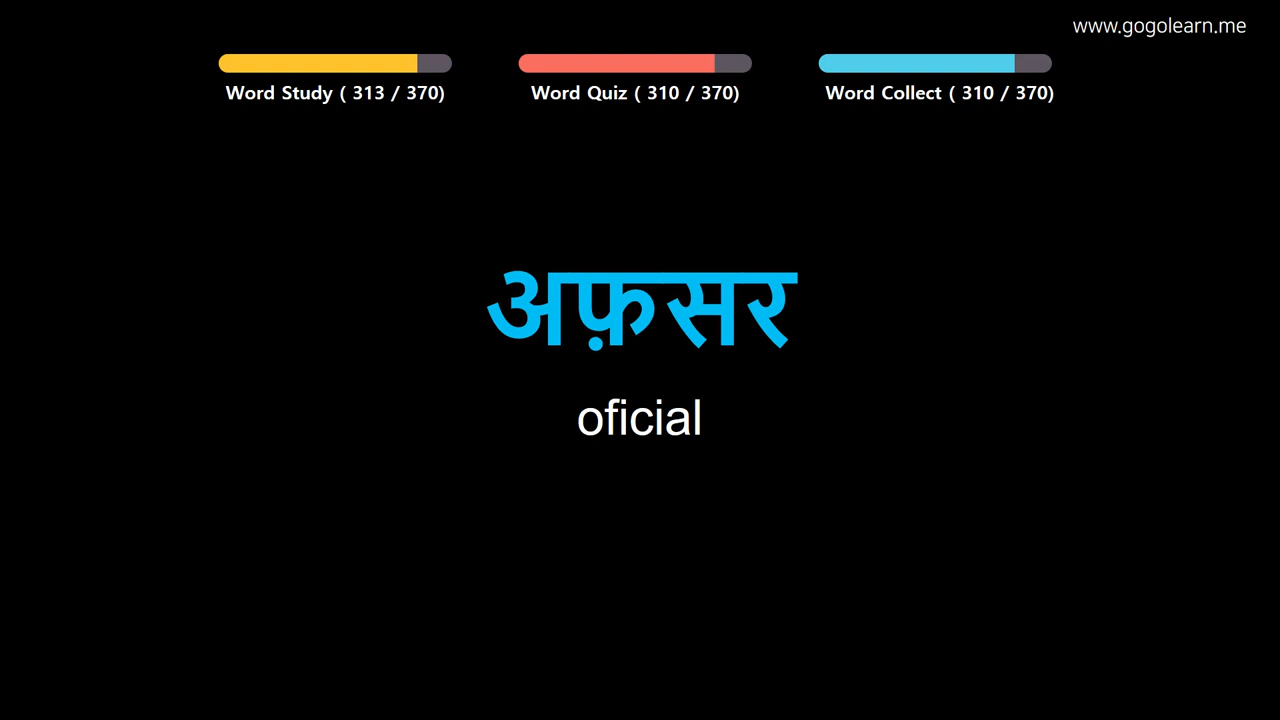 www.gogolearn.me
Word Study ( 313 / 370)
Word Quiz ( 310 / 370)
Word Collect ( 310 / 370)
अफ़सर
oficial